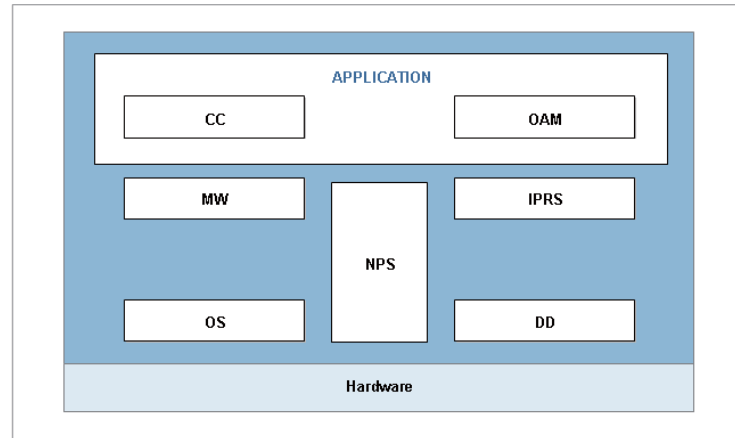 APPLICATION
CC
OAM
MW
IPRS
NPS
OS
DD
Hardware